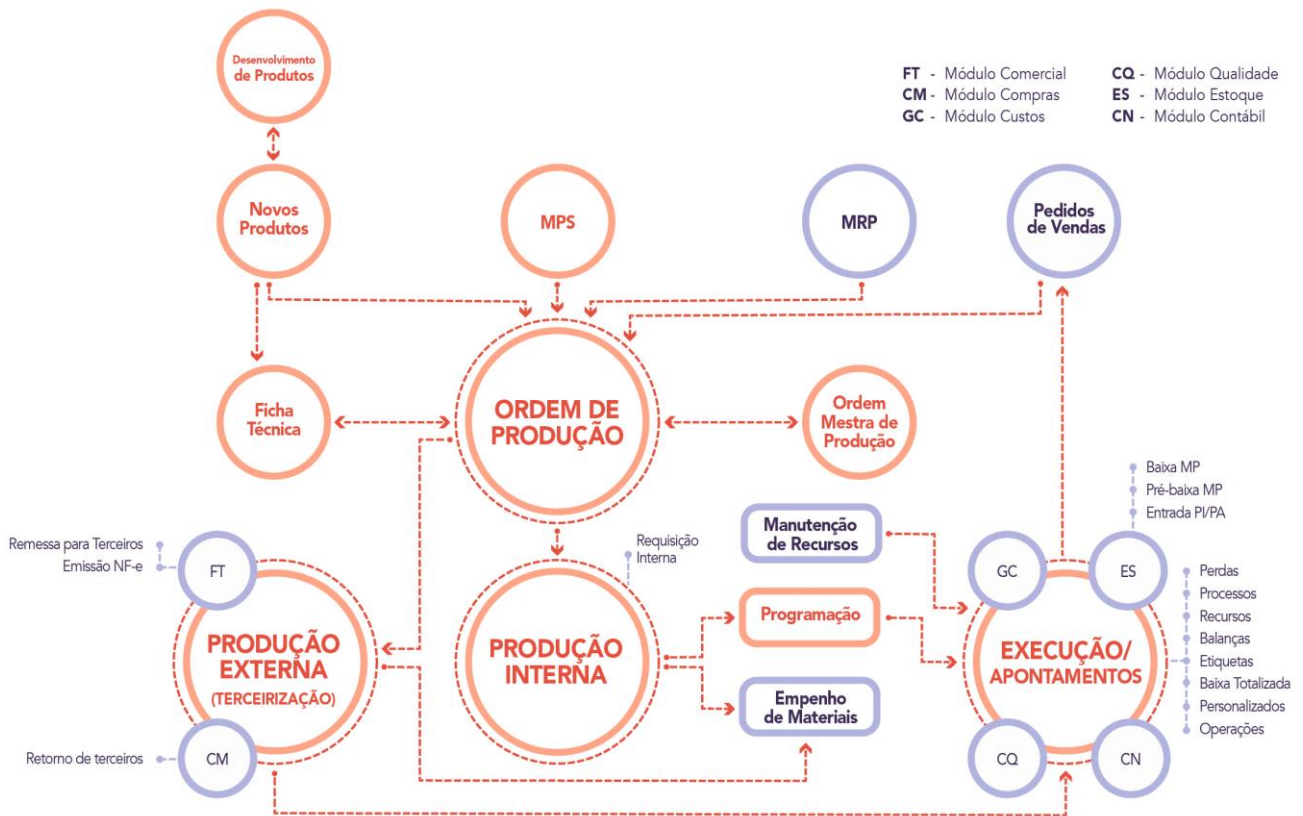 Desenvolvimento
de Produtos
FT - Módulo Comercial
CM - Módulo Compras
GC - Módulo Custos
CQ - Módulo Qualidade
ES - Módulo Estoque
CN - Módulo Contábil
Novos
Produtos
MPS
MRP
Pedidos
de Vendas
Ficha
Técnica
ORDEM DE
PRODUÇÃO
Ordem
Mestra de
Produção
Baixa MP
Pré-baixa MP
Entrada PI/PA
Remessa para Terceiros
Emissão NF-e
FT
PRODUÇÃO
EXTERNA
(TERCEIRIZAÇÃO)
CM
Retorno de terceiros
Requisição
Interna
PRODUÇÃO
INTERNA
Manutenção
de Recursos
Programação
Empenho
de Materiais
GC
ES
EXECUÇÃO/
APONTAMENTOS
CQ
CN
Perdas
Processos
Recursos
Balanças
Etiquetas
Baixa Totalizada
Personalizados
Operações